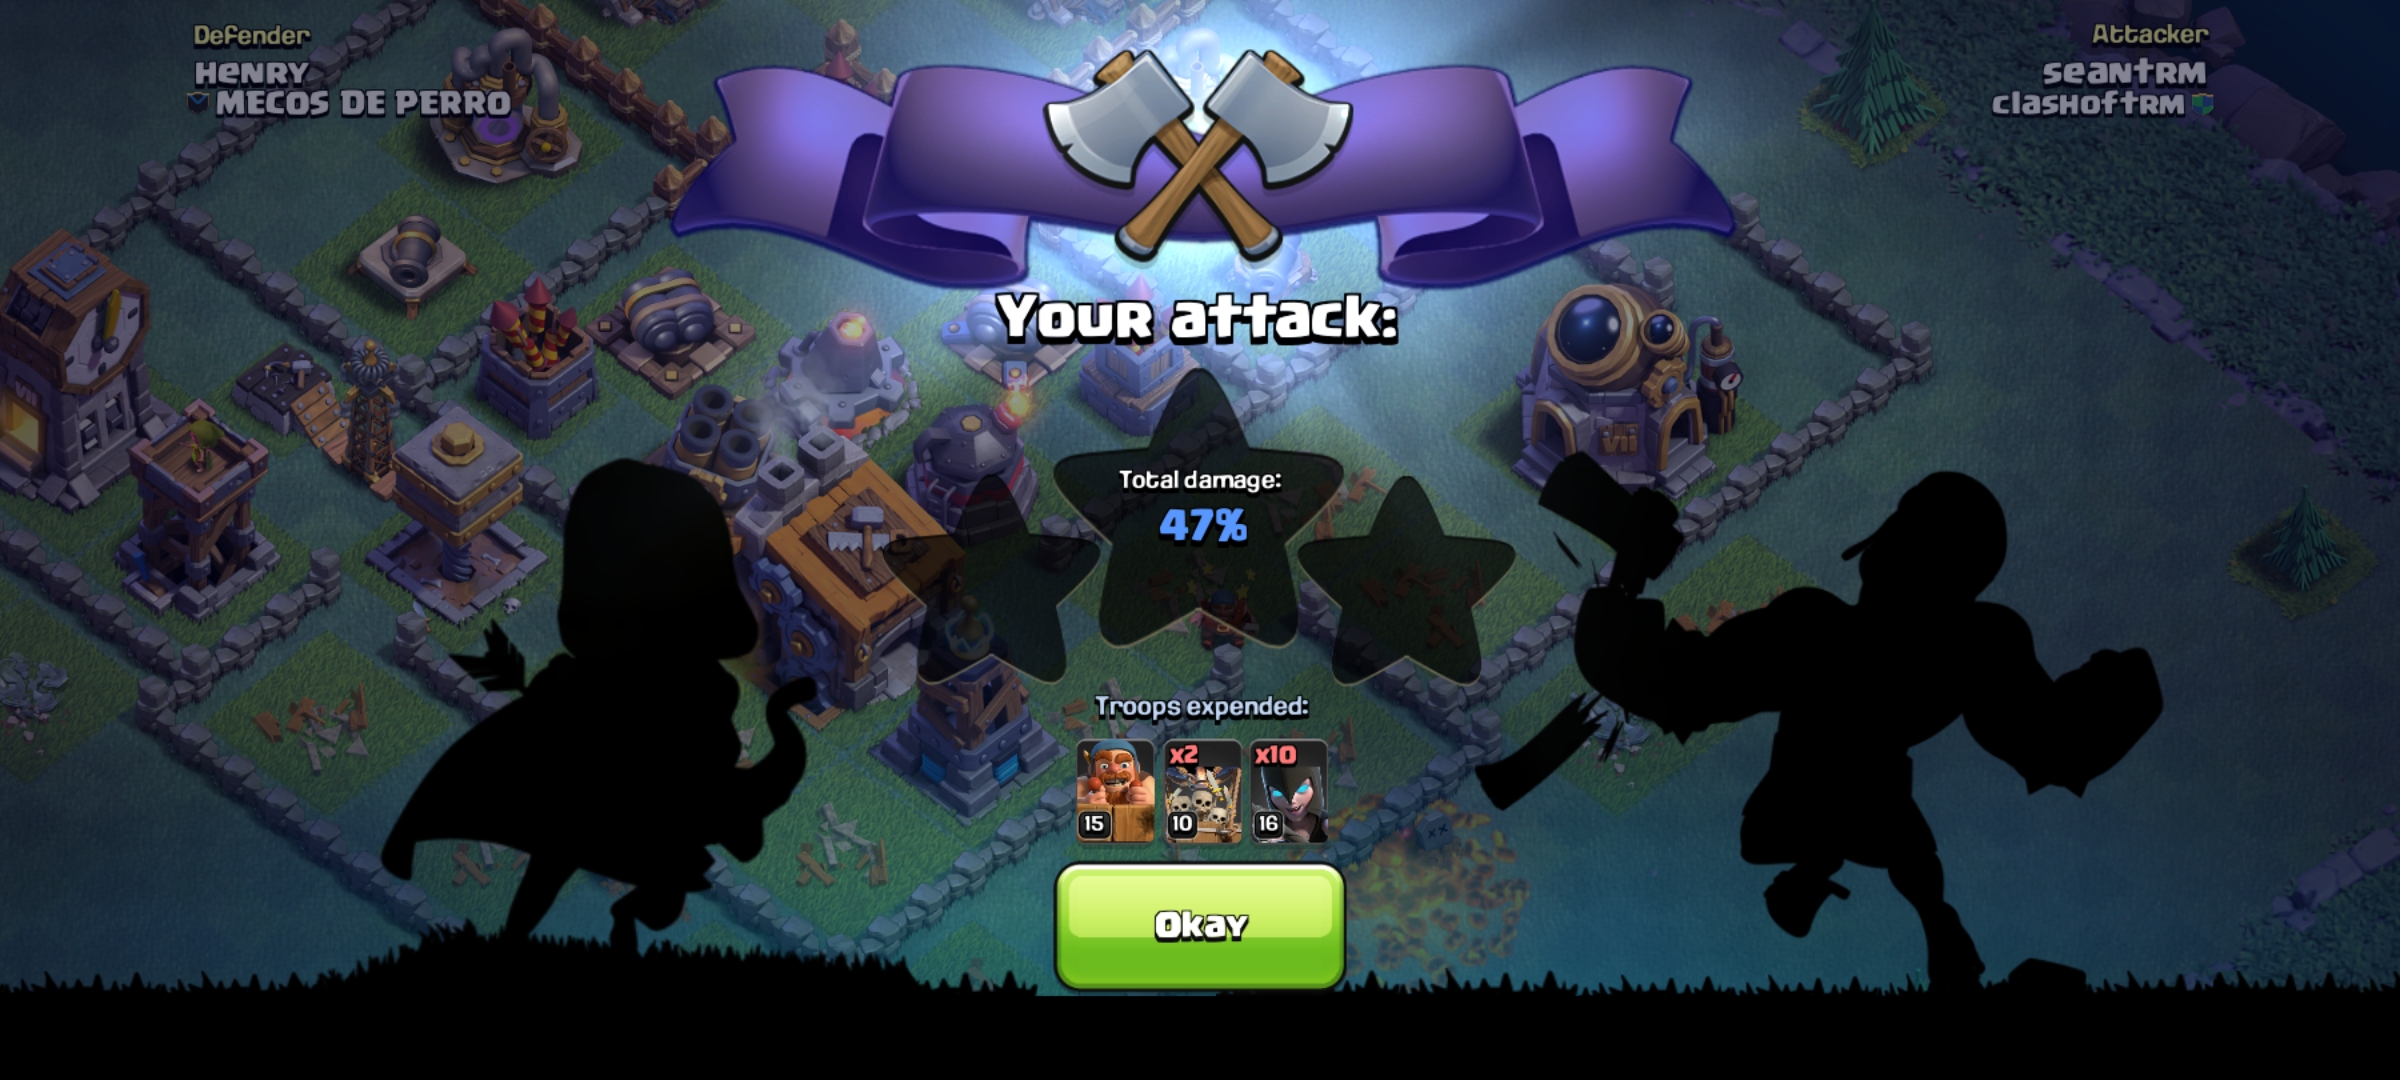 Defender
HENRY
MECOS DE PERRO
Attacker
seantRM
clashoftRM
Your attack:
Total damage:
47%
Troops expended:
x2
x10
15
10
16
Okay
VII